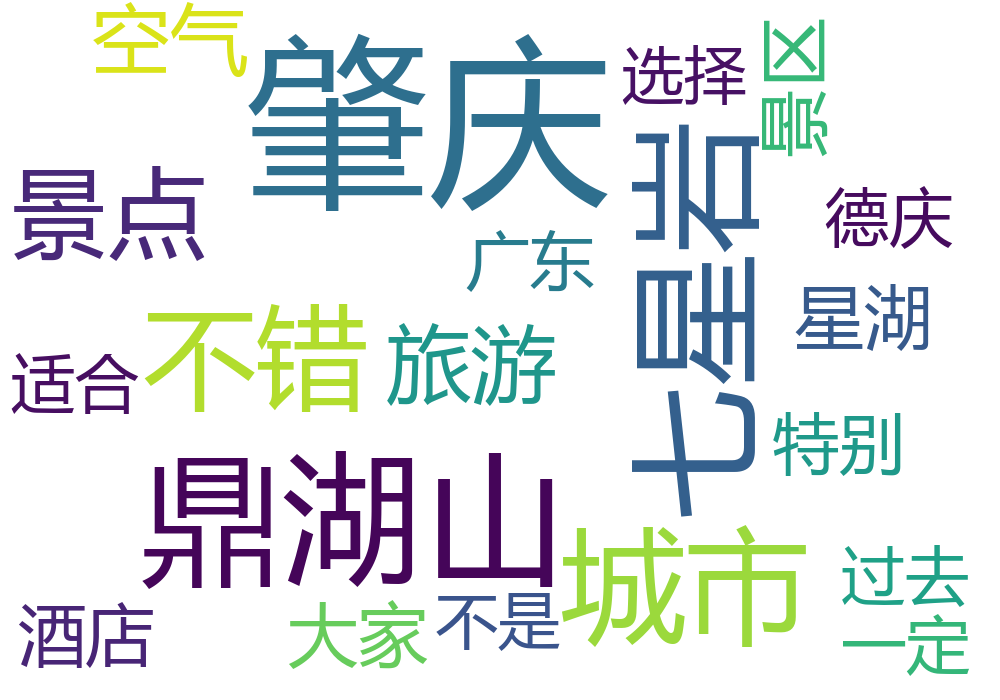 空气
肇庆
选择
景区
景点
七星岩
德庆
广东
星湖
不错
旅游
适合
特别
鼎湖山
城市
过去
酒店
大家
不是
一定